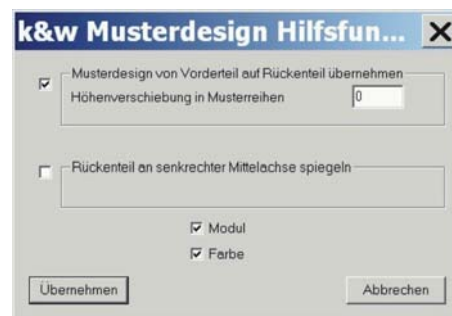 k&w Musterdesign Hilfsfun...
Musterdesign von Vorderteil auf Rückenteil übernehmen
Höhenverschiebung in Musterreihen 0
Rückenteil an senkrechter Mittelachse spiegeln
Modul
Farbe
Übernehmen Abbrechen